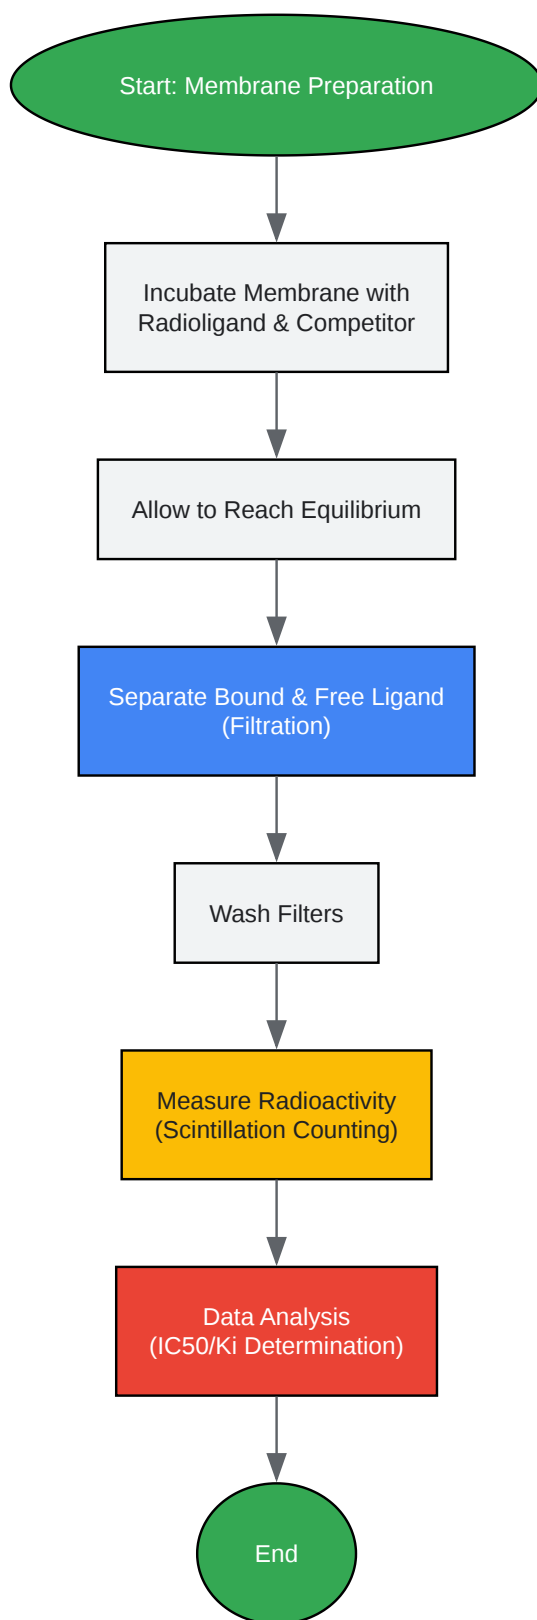 Start: Membrane Preparation
Incubate Membrane with
Radioligand & Competitor
Allow to Reach Equilibrium
Separate Bound & Free Ligand
(Filtration)
Wash Filters
Measure Radioactivity
(Scintillation Counting)
Data Analysis
(IC50/Ki Determination)
End